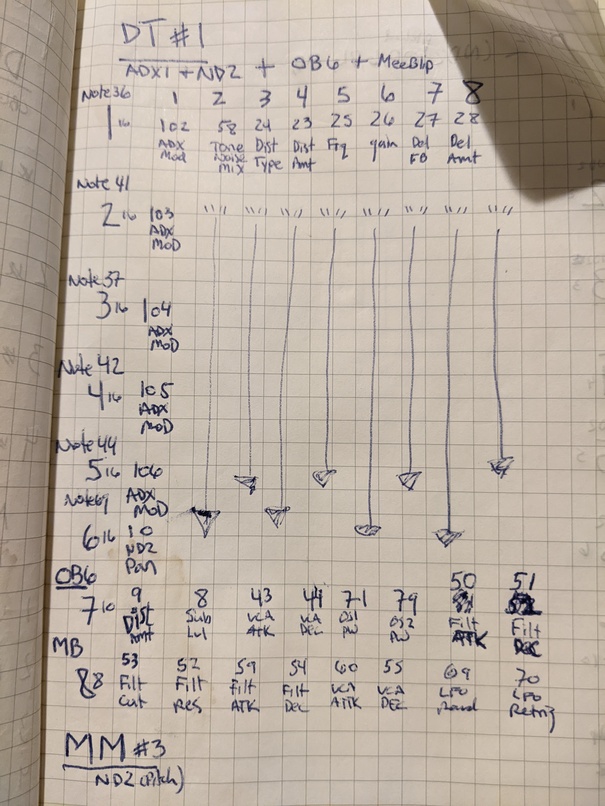 DT #1
ADX1 + ND2 + OB6 + MeeBlip
Note 36 1 2 3 4 5 6 7 8
1 16 102 58 24 23 25 26 27 28
ADX Tone Dist Dist Frq gain Del Del
Mod Noise Type Amt FB Amt
MIX
Note 41
2 16 103 '' // '' // '' // '' // '' // '' // '' //
ADX
MOD
Note 37
3 16 104
ADX
MOD
Note 42
4 16 105
ADX
MOD
Note 44
5 16 106
Note 69 ADX
MOD
6 16 10
ND2
Pan
OB6 50 51
7 10 9 8 43 44 71 79
Dist Sub VCA VCA OS1 OS2 Filt Filt
Amt Lvl ATK DEC PW PW ATK DEC
MB
8 8 53 52 59 54 60 55 69 70
Filt Filt Filt Filt VCA VCA LFO LFO
Cut Res ATK DEC ATTK DEC Rand Retrig
MM #3
ND2 (Pitch)